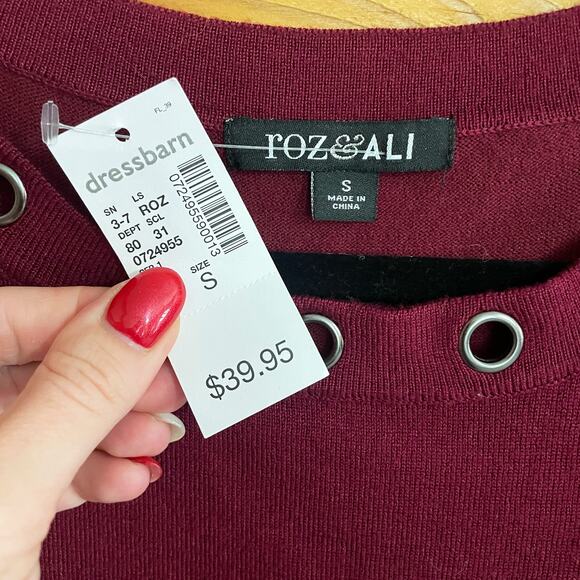 FL_39
dressbarn
SN LS
3-7 ROZ
DEPT SCL
80 31
0724955
072495590013
SIZE
S
$39.95
roz&ALI
S
MADE IN
CHINA